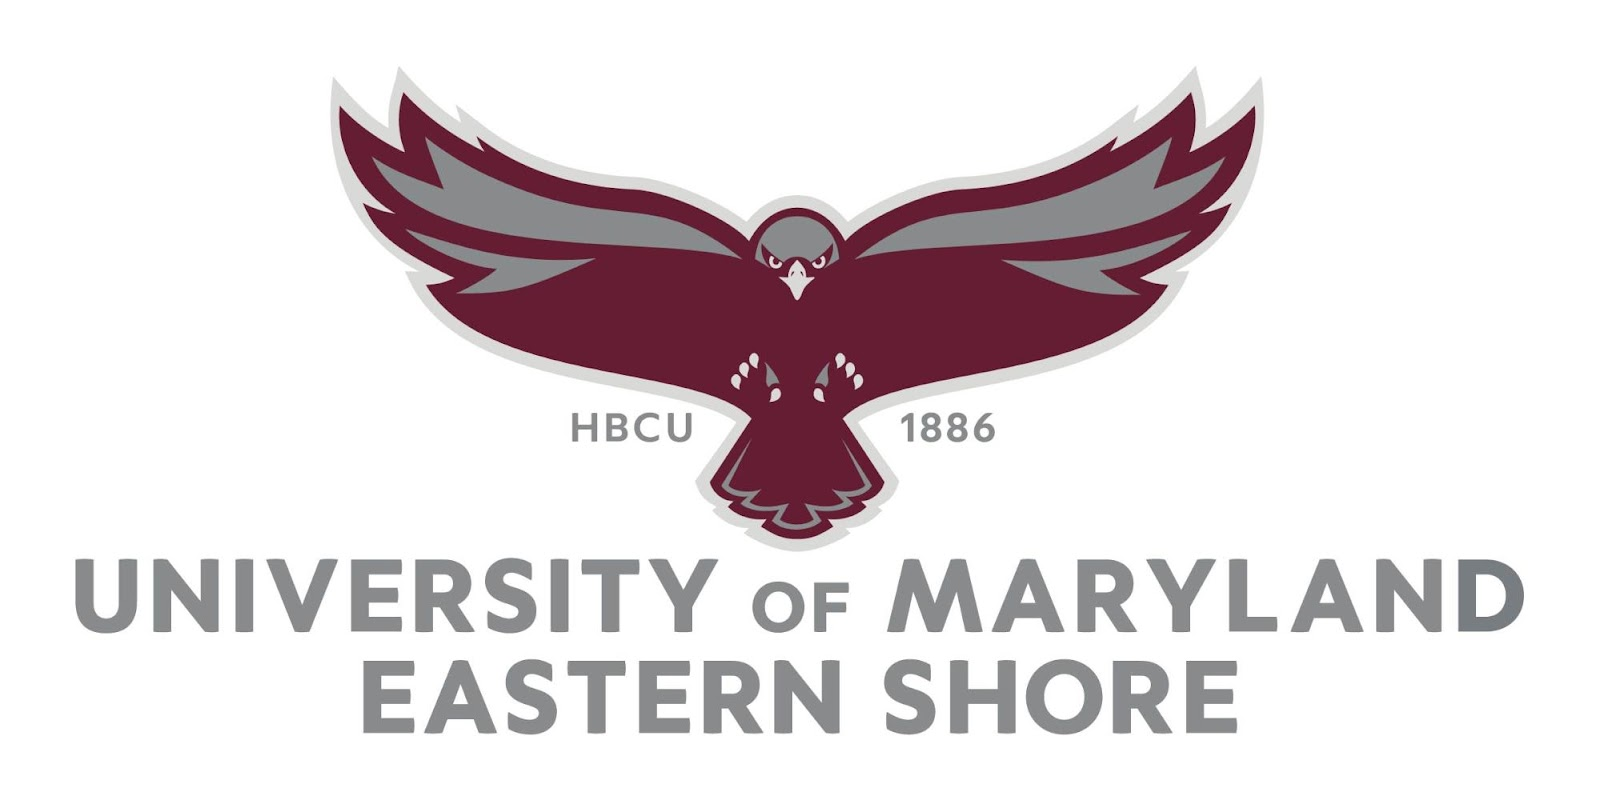 HBCU 1886
UNIVERSITY OF MARYLAND
EASTERN SHORE